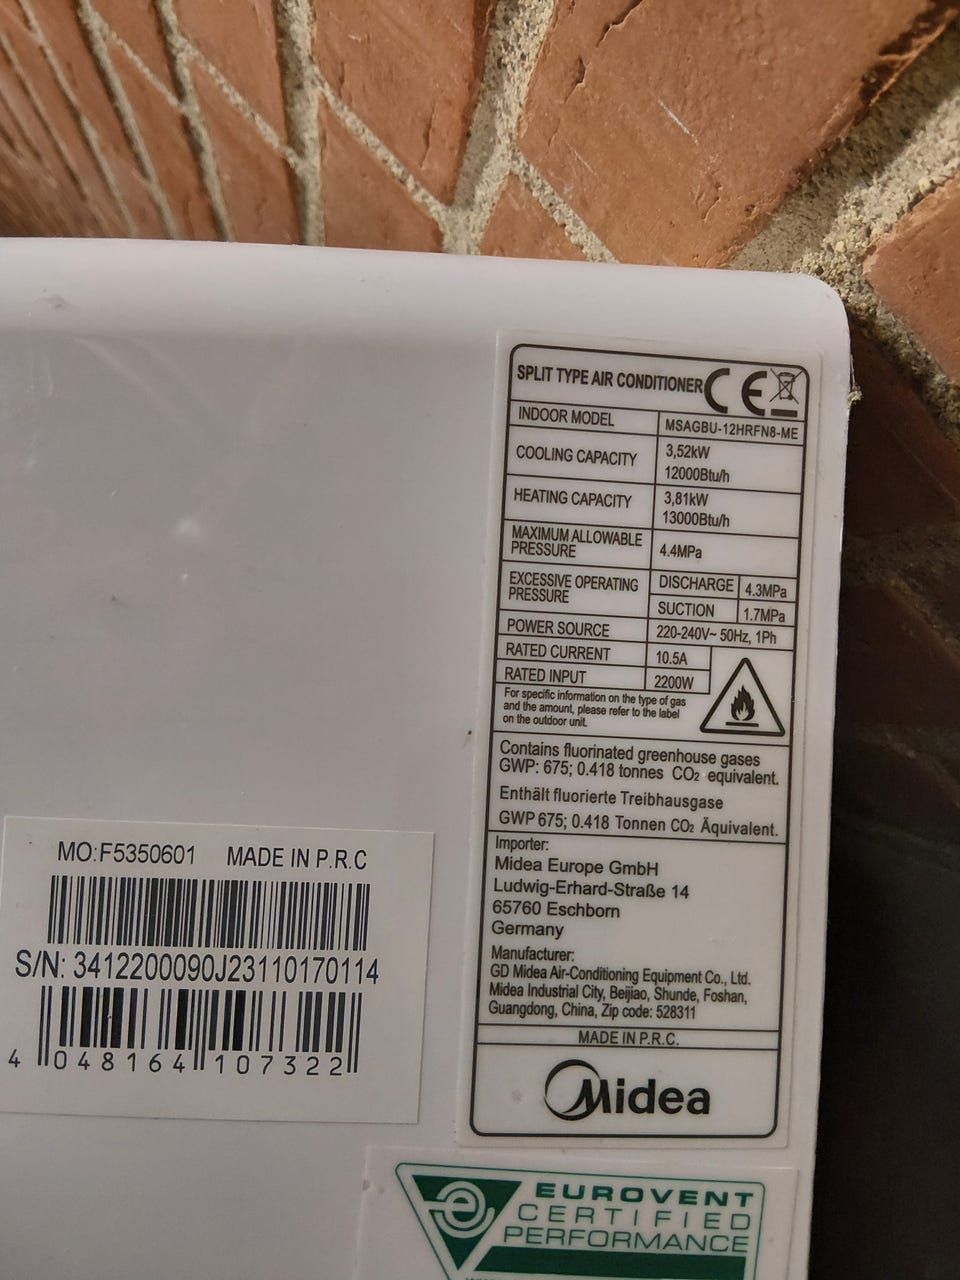 SPLIT TYPE AIR CONDITIONER CE
INDOOR MODEL MSAGBU-12HRFN8-ME
COOLING CAPACITY 3,52kW
12000Btu/h
HEATING CAPACITY 3,81kW
13000Btu/h
MAXIMUM ALLOWABLE
PRESSURE 4.4MPa
EXCESSIVE OPERATING
PRESSURE DISCHARGE 4.3MPa
SUCTION 1.7MPa
POWER SOURCE 220-240V~ 50Hz, 1Ph
RATED CURRENT 10.5A
RATED INPUT 2200W
For specific information on the type of gas
and the amount, please refer to the label
on the outdoor unit.
Contains fluorinated greenhouse gases
GWP: 675; 0.418 tonnes CO₂ equivalent.
Enthält fluorierte Treibhausgase
GWP 675; 0.418 Tonnen CO₂ Äquivalent.
Importer:
Midea Europe GmbH
Ludwig-Erhard-Straße 14
65760 Eschborn
Germany
Manufacturer:
GD Midea Air-Conditioning Equipment Co., Ltd.
Midea Industrial City, Beijiao, Shunde, Foshan,
Guangdong, China, Zip code: 528311
MADE IN P.R.C.
Midea
MO:F5350601 MADE IN P.R.C
S/N: 3412200090J23110170114
4 048164 107322
EUROVENT
CERTIFIED
PERFORMANCE